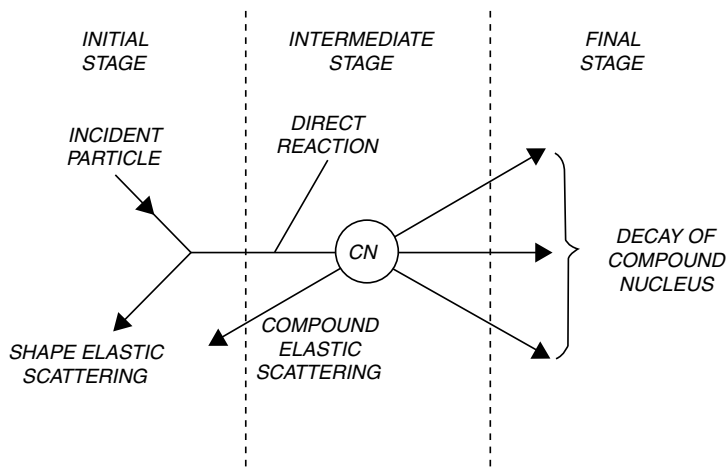 INITIAL
STAGE
INTERMEDIATE
STAGE
FINAL
STAGE
INCIDENT
PARTICLE
DIRECT
REACTION
CN
DECAY OF
COMPOUND
NUCLEUS
SHAPE ELASTIC
SCATTERING
COMPOUND
ELASTIC
SCATTERING